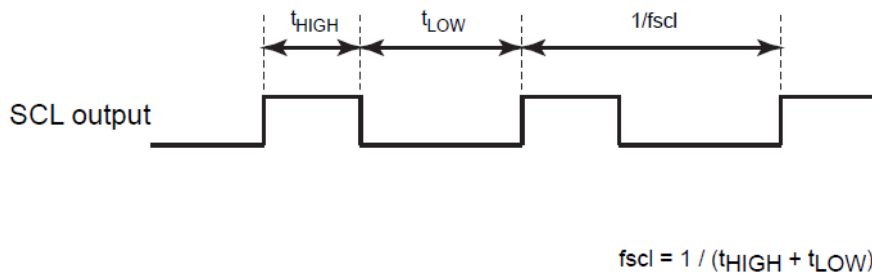 tHIGH tLOW 1/fscl
SCL output
fscl = 1 / (tHIGH + tLOW)